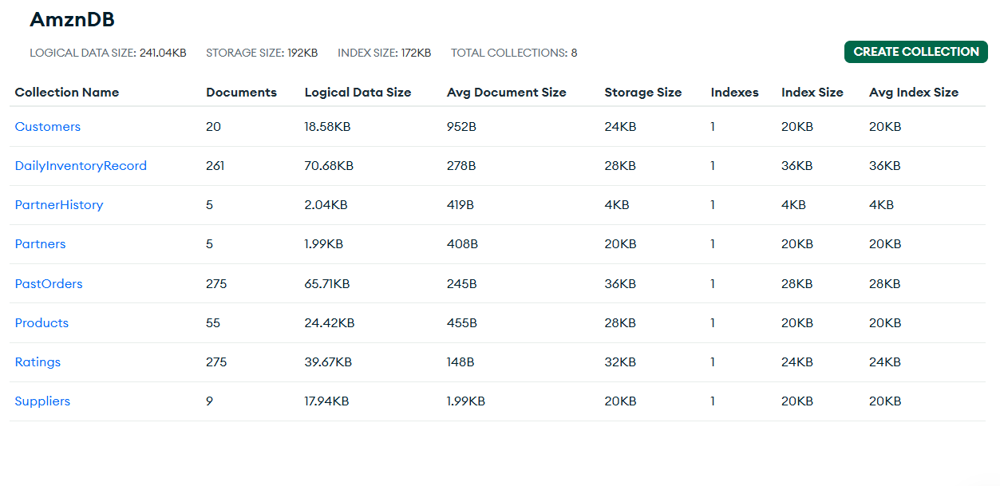 AmznDB
LOGICAL DATA SIZE: 241.04KB STORAGE SIZE: 192KB INDEX SIZE: 172KB TOTAL COLLECTIONS: 8 CREATE COLLECTION
Collection Name Documents Logical Data Size Avg Document Size Storage Size Indexes Index Size Avg Index Size
Customers 20 18.58KB 952B 24KB 1 20KB 20KB
DailyInventoryRecord 261 70.68KB 278B 28KB 1 36KB 36KB
PartnerHistory 5 2.04KB 419B 4KB 1 4KB 4KB
Partners 5 1.99KB 408B 20KB 1 20KB 20KB
PastOrders 275 65.71KB 245B 36KB 1 28KB 28KB
Products 55 24.42KB 455B 28KB 1 20KB 20KB
Ratings 275 39.67KB 148B 32KB 1 24KB 24KB
Suppliers 9 17.94KB 1.99KB 20KB 1 20KB 20KB